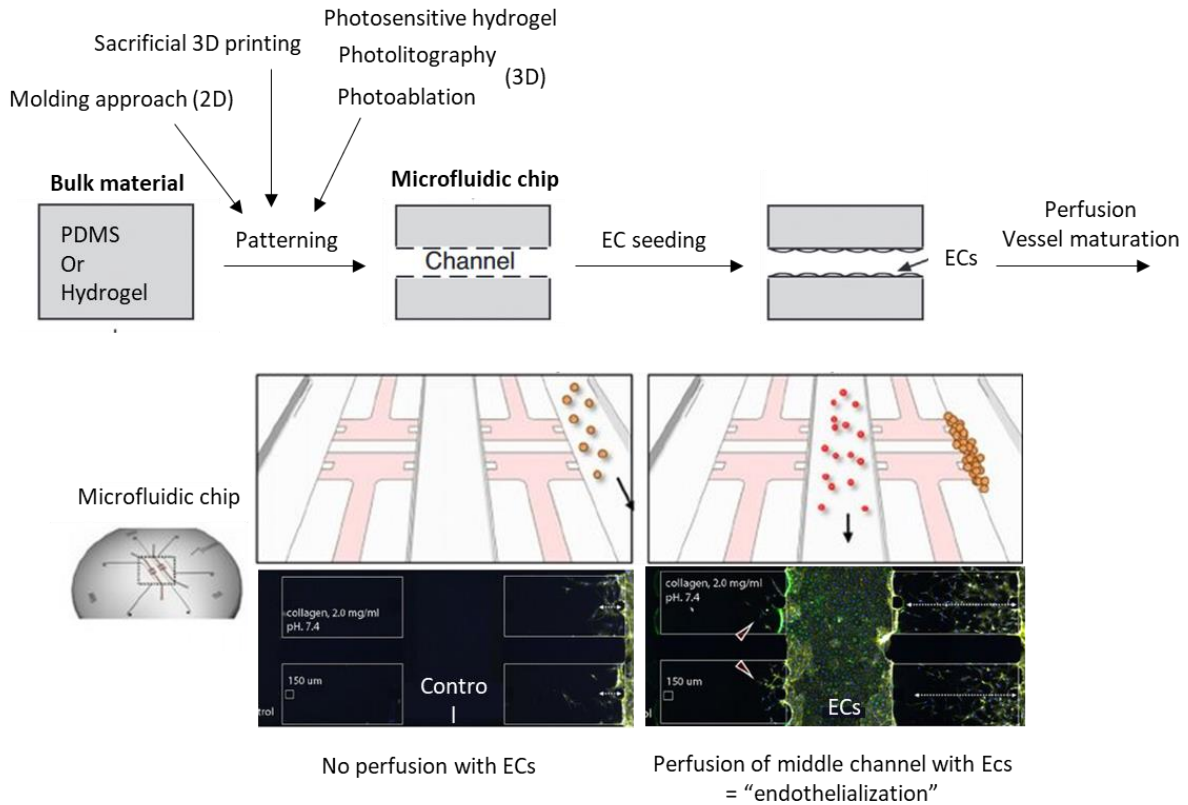 Photosensitive hydrogel
Sacrificial 3D printing
Photolitography
(3D)
Molding approach (2D)
Photoablation
Bulk material
Microfluidic chip
PDMS
Or
Hydrogel
Patterning
Channel
EC seeding
ECs
Perfusion
Vessel maturation
Microfluidic chip
collagen, 2.0 mg/ml
pH. 7.4
150 um
Contro
l
trol
collagen, 2.0 mg/ml
pH. 7.4
150 um
ECs
ol
No perfusion with ECs
Perfusion of middle channel with Ecs
= “endothelialization”